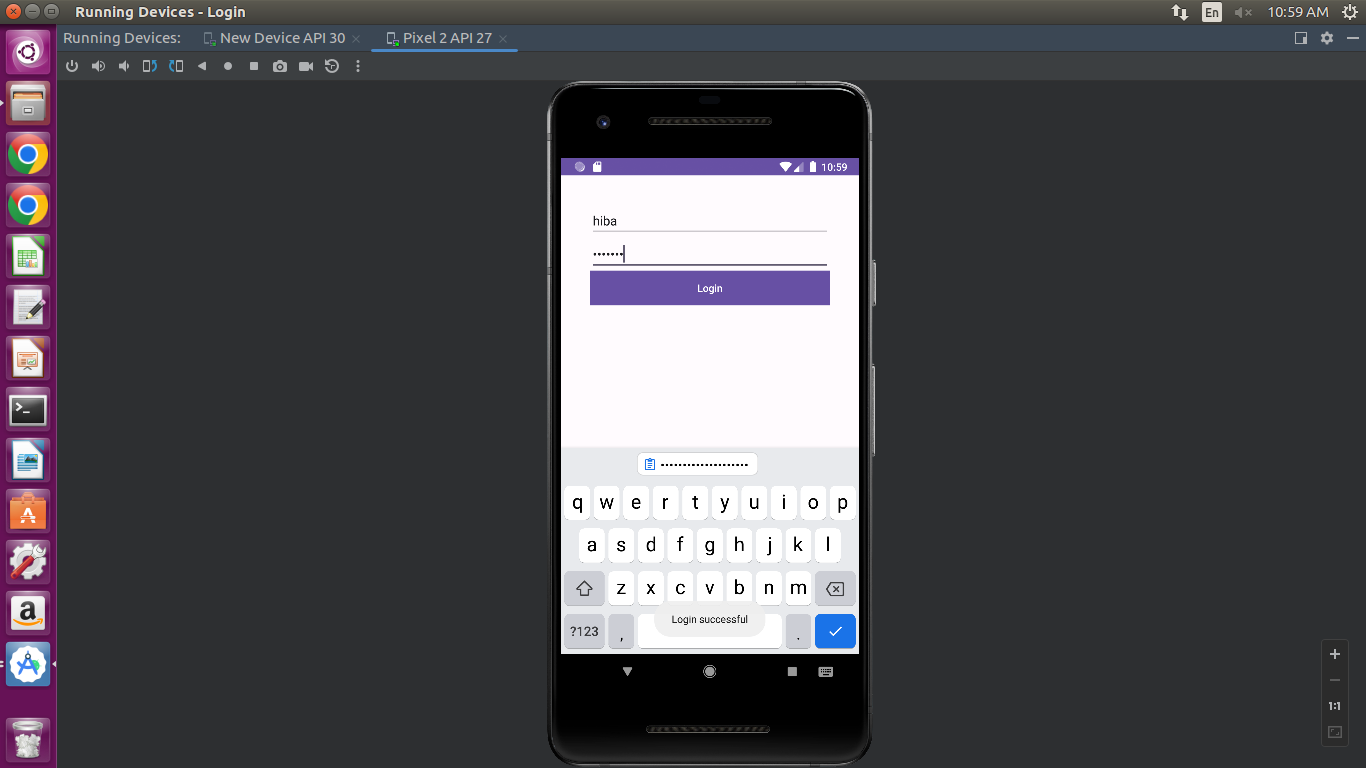 Running Devices - Login
En
10:59 AM
Running Devices:
New Device API 30
Pixel 2 API 27
10:59
hiba
•••••••
Login
••••••••••••••••••••
q w e r t y u i o p
a s d f g h j k l
z x c v b n m
?123 , .
Login successful
1:1